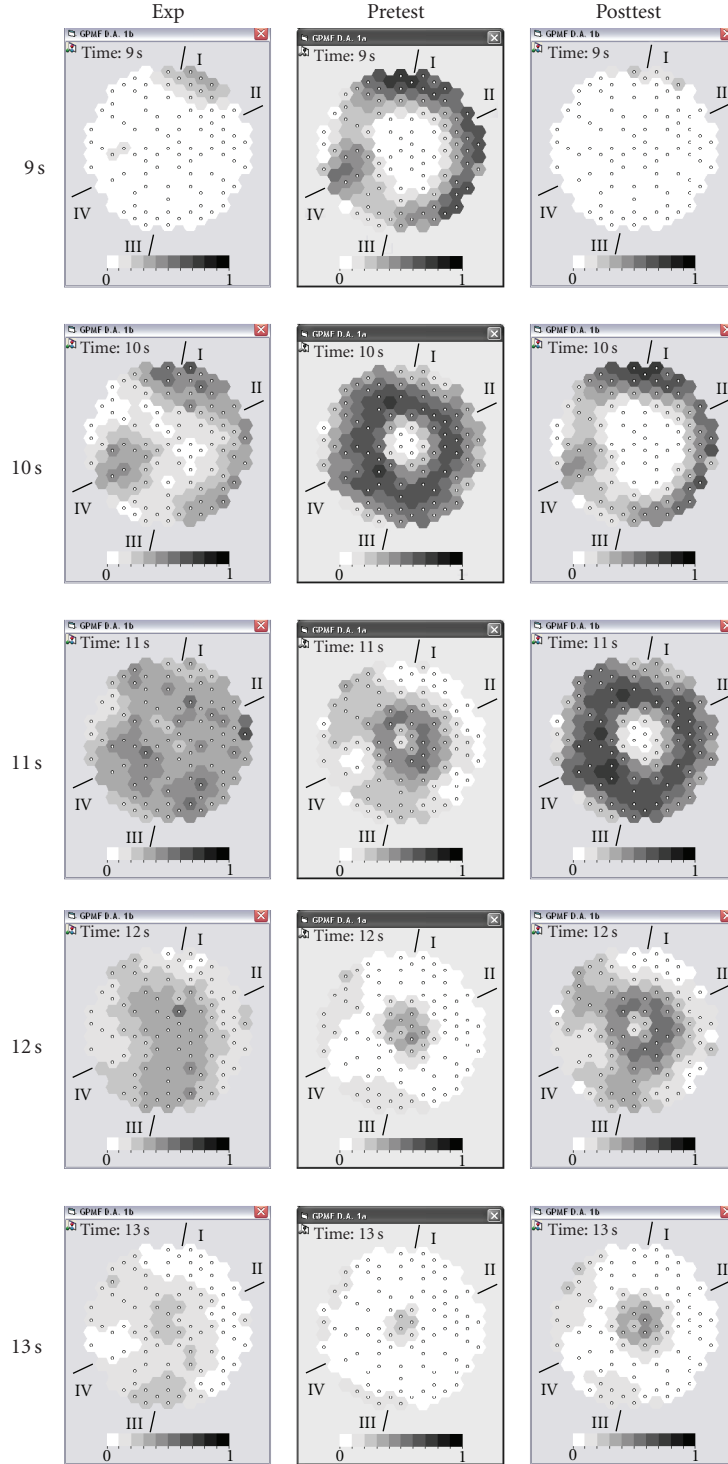 Exp Pretest Posttest
GPMF D.A. 1b GPMF D.A. 1a GPMF D.A. 1b
Time: 9 s Time: 9 s Time: 9 s
I I I
II II II
9 s
IV IV IV
III III III
0 1 0 1 0 1
GPMF D.A. 1b GPMF D.A. 1a GPMF D.A. 1b
Time: 10 s Time: 10 s Time: 10 s
I I I
II II II
10 s
IV IV IV
III III III
0 1 0 1 0 1
GPMF D.A. 1b GPMF D.A. 1a GPMF D.A. 1b
Time: 11 s Time: 11 s Time: 11 s
I I I
II II II
11 s
IV IV IV
III III III
0 1 0 1 0 1
GPMF D.A. 1b GPMF D.A. 1a GPMF D.A. 1b
Time: 12 s Time: 12 s Time: 12 s
I I I
II II II
12 s
IV IV IV
III III III
0 1 0 1 0 1
GPMF D.A. 1b GPMF D.A. 1a GPMF D.A. 1b
Time: 13 s Time: 13 s Time: 13 s
I I I
II II II
13 s
IV IV IV
III III III
0 1 0 1 0 1